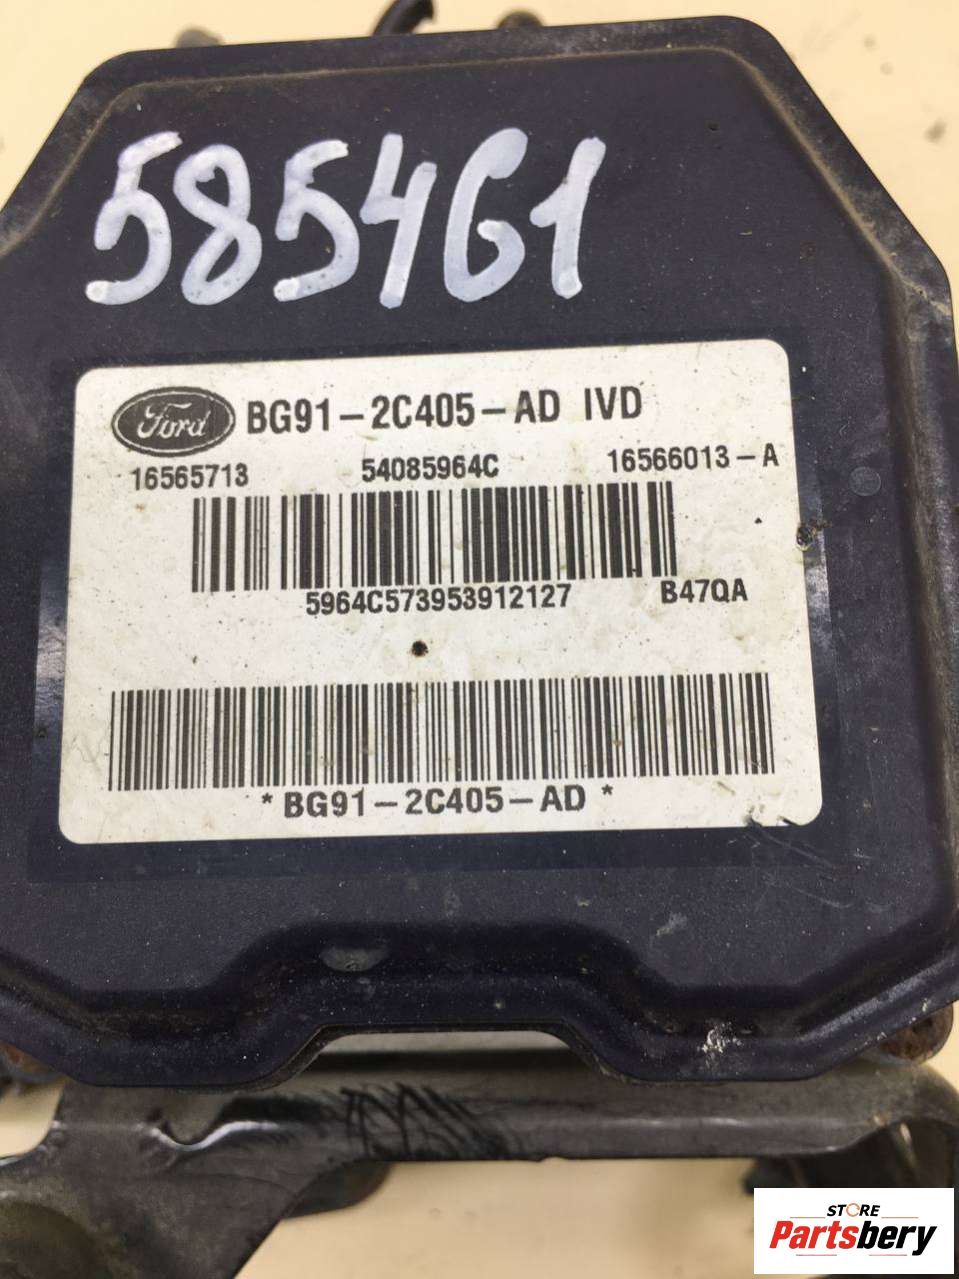 585461
Ford BG91-2C405-AD IVD
16565713 54085964C 16566013-A
5964C573953912127 B47QA
*BG91-2C405-AD*
STORE
Partsbery